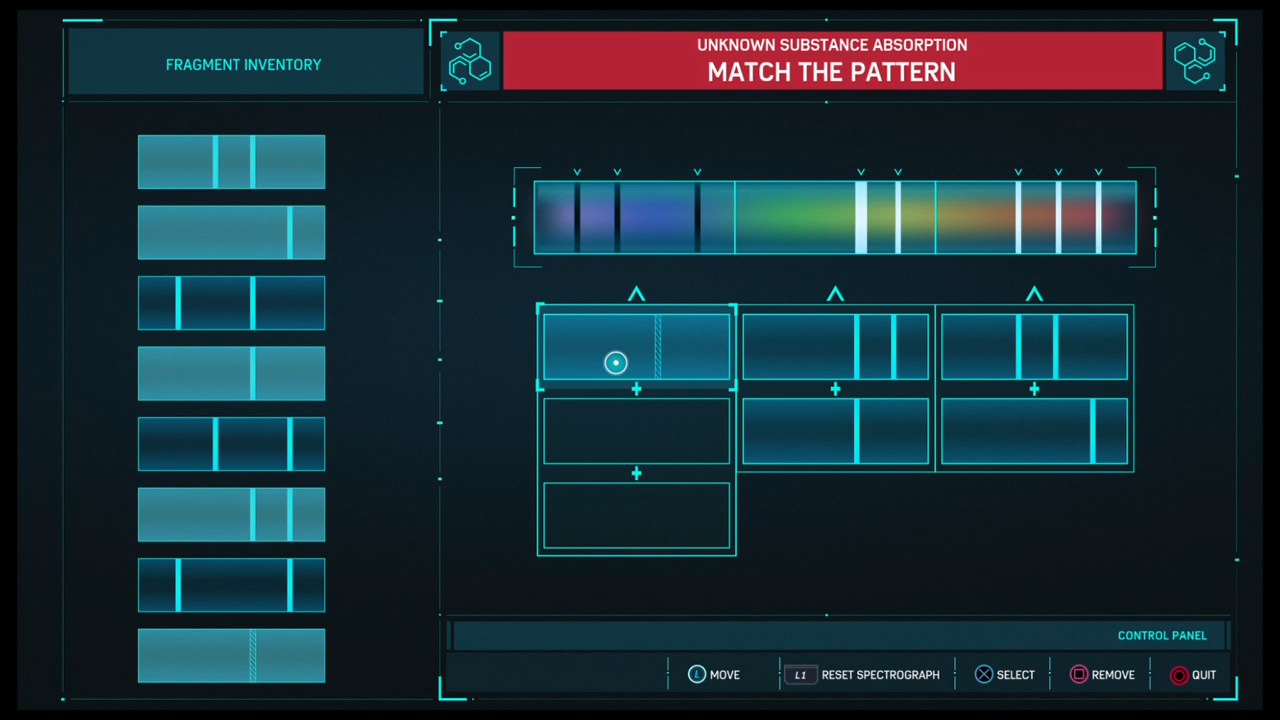 FRAGMENT INVENTORY
UNKNOWN SUBSTANCE ABSORPTION
MATCH THE PATTERN
CONTROL PANEL
L MOVE
L1 RESET SPECTROGRAPH
SELECT
REMOVE
QUIT